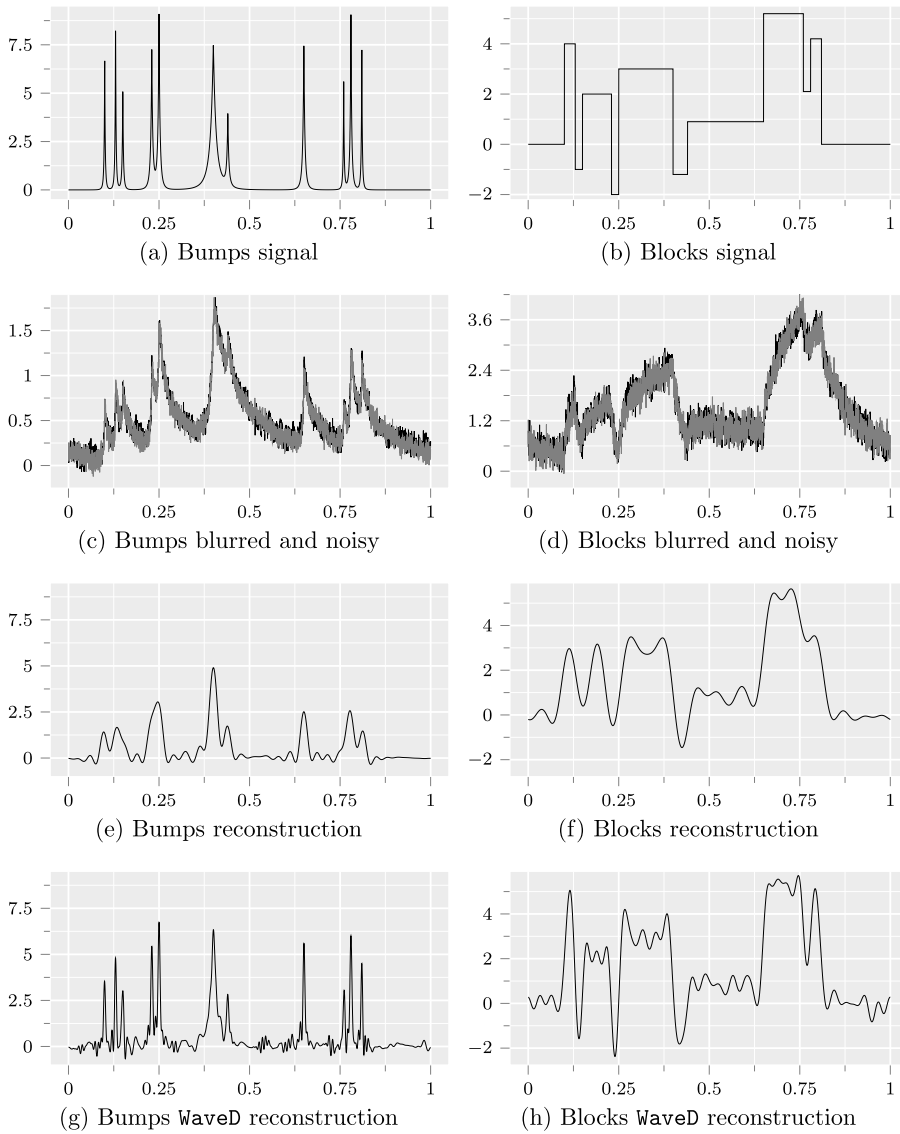 7.5
5
2.5
0
0 0.25 0.5 0.75 1
(a) Bumps signal
4
2
0
−2
0 0.25 0.5 0.75 1
(b) Blocks signal
1.5
1
0.5
0
0 0.25 0.5 0.75 1
(c) Bumps blurred and noisy
3.6
2.4
1.2
0
0 0.25 0.5 0.75 1
(d) Blocks blurred and noisy
7.5
5
2.5
0
0 0.25 0.5 0.75 1
(e) Bumps reconstruction
4
2
0
−2
0 0.25 0.5 0.75 1
(f) Blocks reconstruction
7.5
5
2.5
0
0 0.25 0.5 0.75 1
(g) Bumps WaveD reconstruction
4
2
0
−2
0 0.25 0.5 0.75 1
(h) Blocks WaveD reconstruction